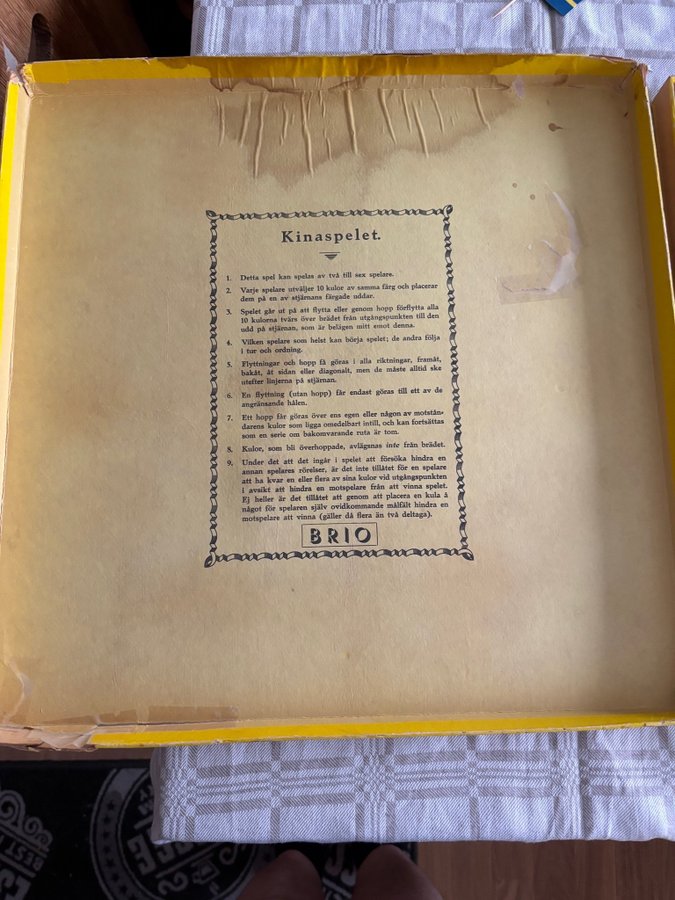 Kinaspelet.
1. Detta spel kan spelas av två till sex spelare.
2. Varje spelare utväljer 10 kulor av samma färg och placerar
dem på en av stjärnans färgade uddar.
3. Spelet går ut på att flytta eller genom hopp förflytta alla
10 kulorna tvärs över brädet från utgångspunkten till den
udd på stjärnan, som är belägen mitt emot denna.
4. Vilken spelare som helst kan börja spelet; de andra följa
i tur och ordning.
5. Flyttningar och hopp få göras i alla riktningar, framåt,
bakåt, åt sidan eller diagonalt, men de måste alltid ske
utefter linjerna på stjärnan.
6. En flyttning (utan hopp) får endast göras till ett av de
angränsande hålen.
7. Ett hopp får göras över ens egen eller någon av motstån-
darens kulor som ligga omedelbart intill, och kan fortsättas
som en serie om bakomvarande ruta är tom.
8. Kulor, som bli överhoppade, avlägsnas inte från brädet.
9. Under det att det ingår i spelet att försöka hindra en
annan spelares rörelser, är det inte tillåtet för en spelare
att ha kvar en eller flera av sina kulor vid utgångspunkten
i avsikt att hindra en motspelare från att vinna spelet.
Ej heller är det tillåtet att genom att placera en kula å
något för spelaren själv ovidkommande målfält hindra en
motspelare att vinna (gäller då flera än två deltaga).
BRIO
BEST